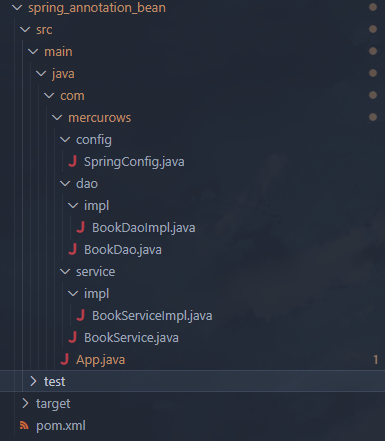 spring_annotation_bean
src
main
java
com
mercurows
config
SpringConfig.java
dao
impl
BookDaoImpl.java
BookDao.java
service
impl
BookServiceImpl.java
BookService.java
App.java 1
test
target
pom.xml